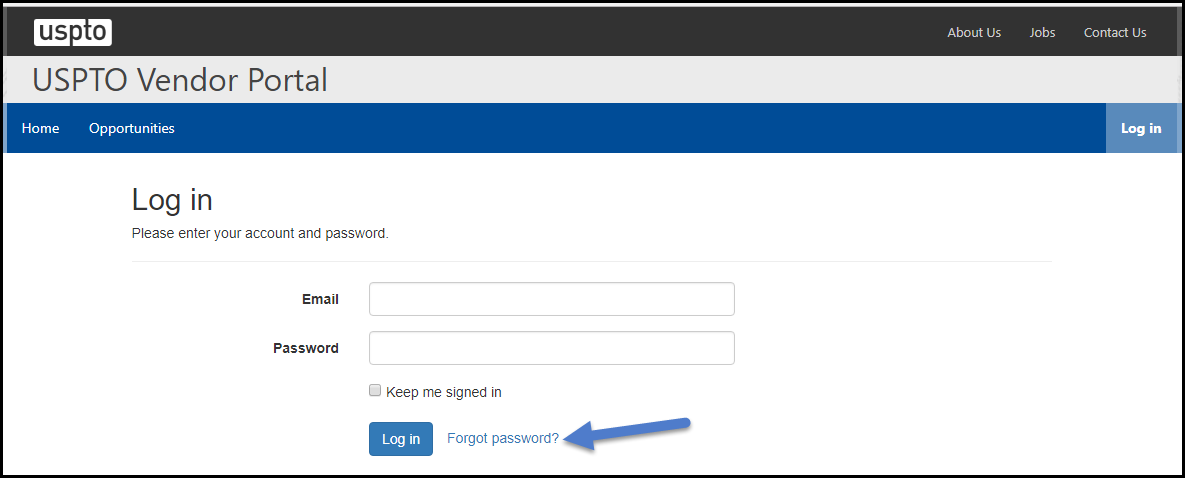 uspto
About Us Jobs Contact Us
USPTO Vendor Portal
Home Opportunities Log in
Log in
Please enter your account and password.
Email
Password
Keep me signed in
Log in Forgot password?